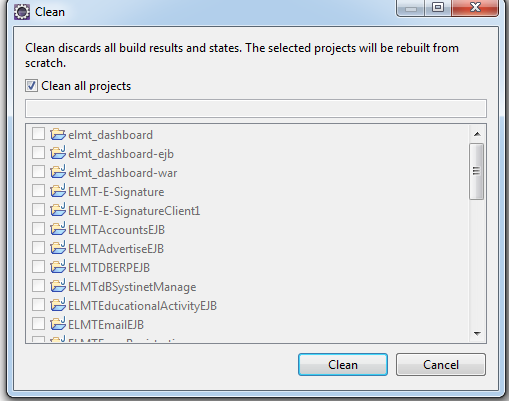 Clean
Clean discards all build results and states. The selected projects will be rebuilt from
scratch.
Clean all projects
elmt_dashboard
elmt_dashboard-ejb
elmt_dashboard-war
ELMT-E-Signature
ELMT-E-SignatureClient1
ELMTAccountsEJB
ELMTAdvertiseEJB
ELMTDBERPEJB
ELMTdBSystinetManage
ELMTEducationalActivityEJB
ELMTEmailEJB
Clean Cancel